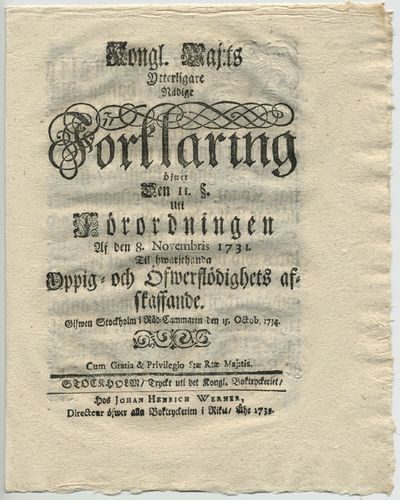 Kongl. Maj:ts
Ytterligare
Nådige
Förklaring
öfwer
Den 11. §.
Uti
Förordningen
Af den 8. Novembris 1731.
Til hwarjehanda
Yppig- och Öfwerflödighets af-
skaffande.
Gifwen Stockholm i Råd-Cammaren den 15. Octob. 1734.
Cum Gratia & Privilegio S:æ R:æ Maj:tis.
STOCKHOLM/ Tryckt uti det Kongl. Boktryckeriet/
Hos JOHAN HENRICH WERNER,
Directeur öfwer alla Boktryckerien i Riket/ Åhr 1734.